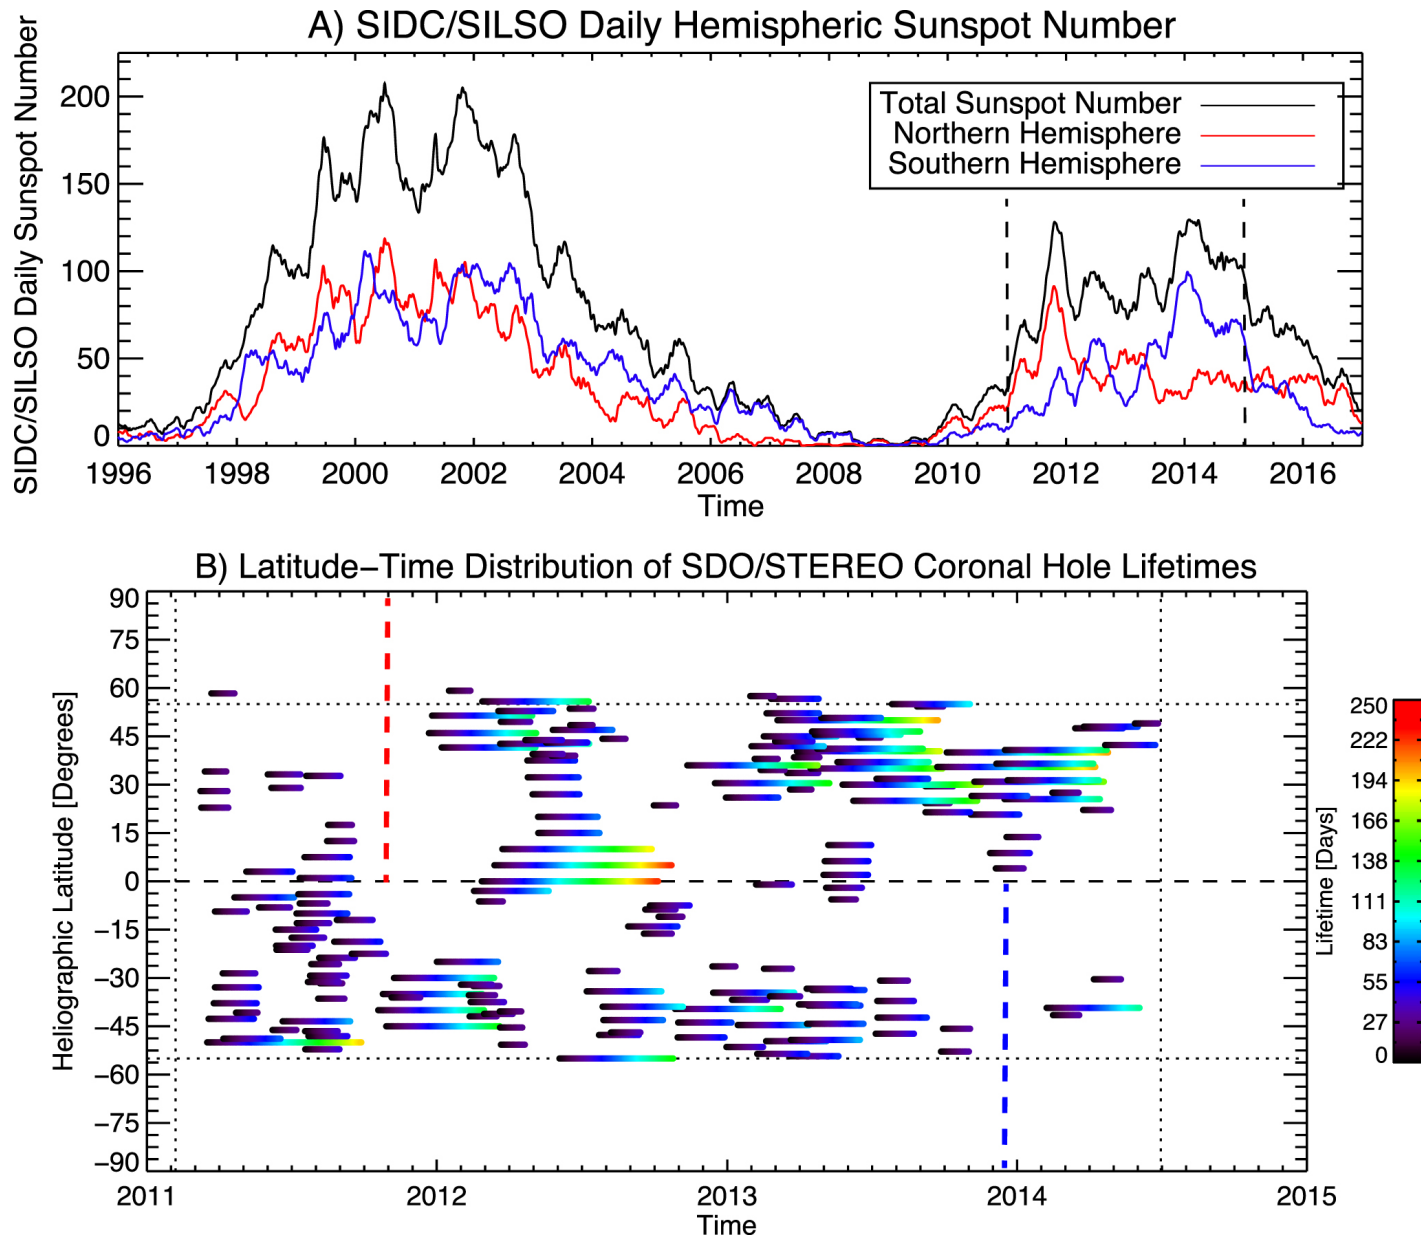 A) SIDC/SILSO Daily Hemispheric Sunspot Number
SIDC/SILSO Daily Sunspot Number
200
150
100
50
0
Total Sunspot Number
Northern Hemisphere
Southern Hemisphere
1996 1998 2000 2002 2004 2006 2008 2010 2012 2014 2016
Time
B) Latitude−Time Distribution of SDO/STEREO Coronal Hole Lifetimes
Heliographic Latitude [Degrees]
90
75
60
45
30
15
0
−15
−30
−45
−60
−75
−90
2011 2012 2013 2014 2015
Time
Lifetime [Days]
250
222
194
166
138
111
83
55
27
0